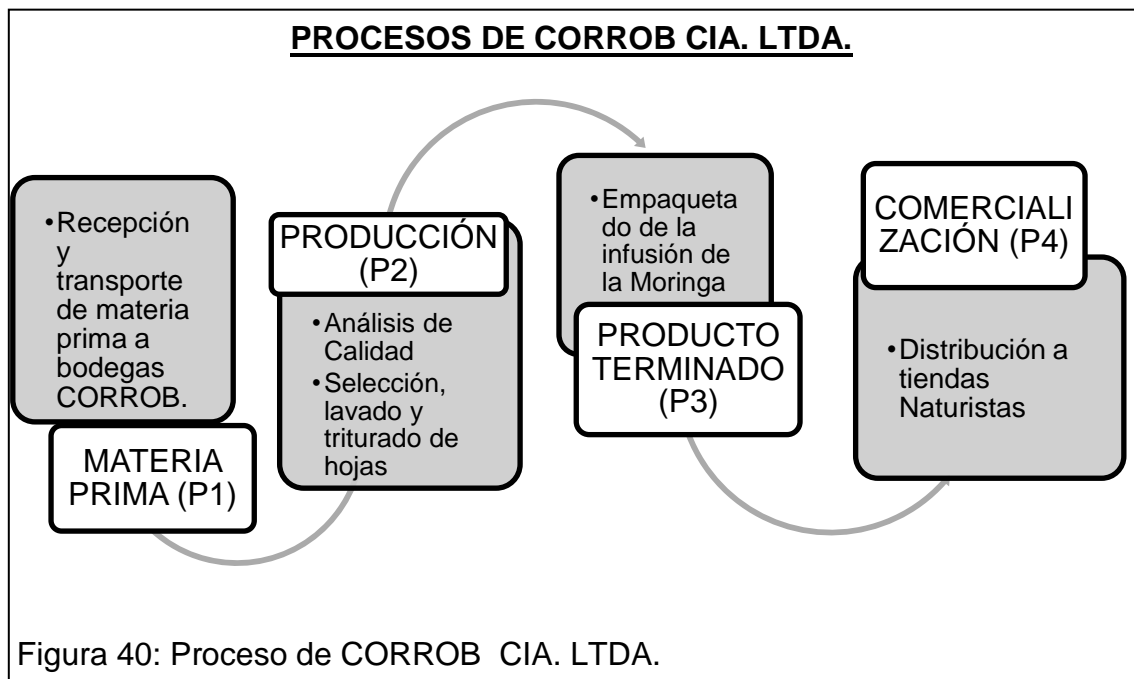 PROCESOS DE CORROB CIA. LTDA.
•Recepción
y
transporte
de materia
prima a
bodegas
CORROB.
MATERIA
PRIMA (P1)
PRODUCCIÓN
(P2)
•Análisis de
Calidad
•Selección,
lavado y
triturado de
hojas
•Empaqueta
do de la
infusión de
la Moringa
PRODUCTO
TERMINADO
(P3)
COMERCIALI
ZACIÓN (P4)
•Distribución a
tiendas
Naturistas
Figura 40: Proceso de CORROB CIA. LTDA.